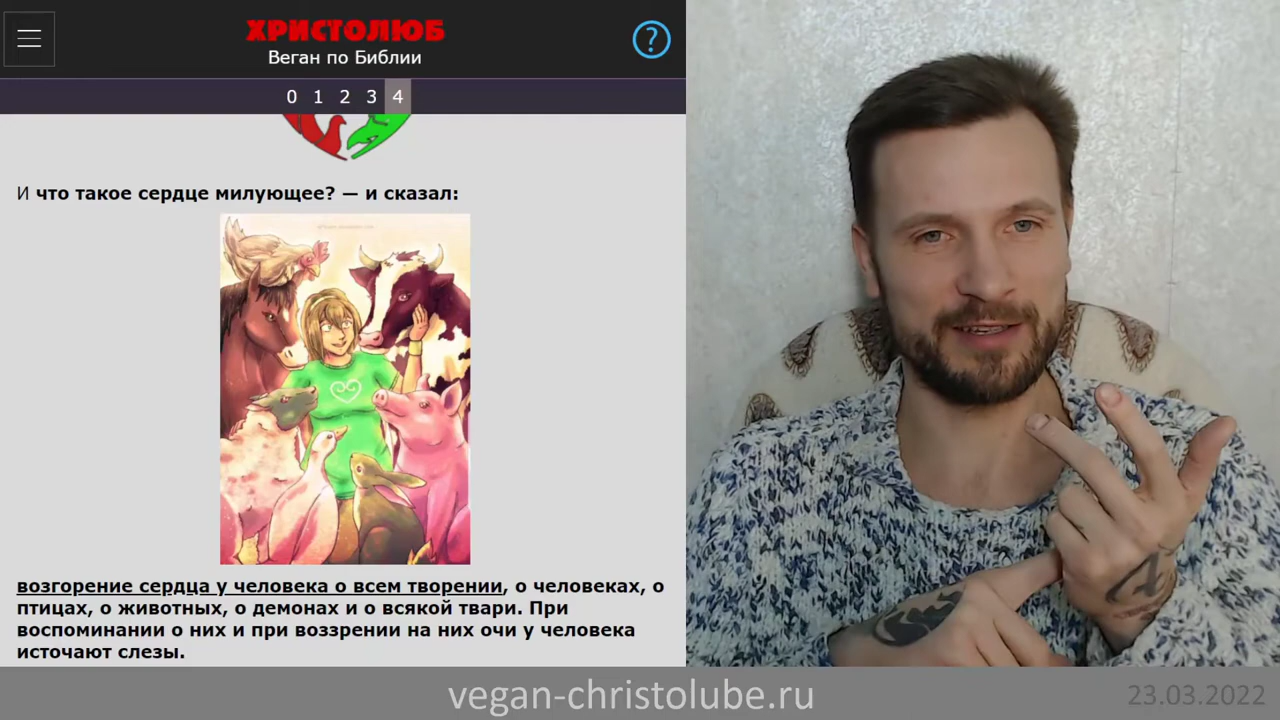 ХРИСТОЛЮБ
Веган по Библии
?
0 1 2 3 4
И что такое сердце милующее? — и сказал:
возгорение сердца у человека о всем творении, о человеках, о
птицах, о животных, о демонах и о всякой твари. При
воспоминании о них и при воззрении на них очи у человека
источают слезы.
vegan-christolube.ru
23.03.2022